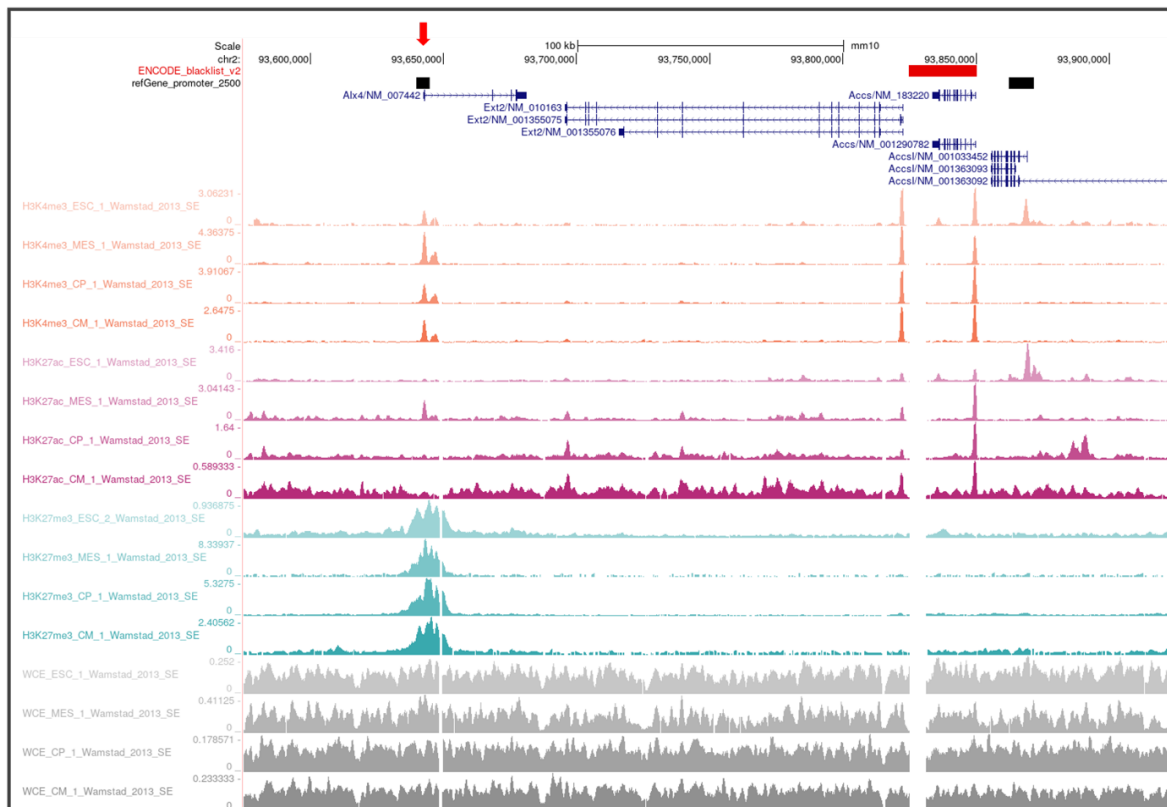 Scale 100 kb mm10
chr2: 93,600,000 93,650,000 93,700,000 93,750,000 93,800,000 93,850,000 93,900,000
ENCODE_blacklist_v2
refGene_promoter_2500
Alx4/NM_007442 Accs/NM_183220
Ext2/NM_010163
Ext2/NM_001355075
Ext2/NM_001355076
Accs/NM_001290782
Accsl/NM_001033452
Accsl/NM_001363093
Accsl/NM_001363092
3.06231
H3K4me3_ESC_1_Wamstad_2013_SE
0
4.36375
H3K4me3_MES_1_Wamstad_2013_SE
0
3.91067
H3K4me3_CP_1_Wamstad_2013_SE
0
2.6475
H3K4me3_CM_1_Wamstad_2013_SE
0
3.416
H3K27ac_ESC_1_Wamstad_2013_SE
0
3.04143
H3K27ac_MES_1_Wamstad_2013_SE
0
1.64
H3K27ac_CP_1_Wamstad_2013_SE
0
0.589333
H3K27ac_CM_1_Wamstad_2013_SE
0
0.936875
H3K27me3_ESC_2_Wamstad_2013_SE
0
8.33937
H3K27me3_MES_1_Wamstad_2013_SE
0
5.3275
H3K27me3_CP_1_Wamstad_2013_SE
0
2.40562
H3K27me3_CM_1_Wamstad_2013_SE
0
0.252
WCE_ESC_1_Wamstad_2013_SE
0
0.41125
WCE_MES_1_Wamstad_2013_SE
0
0.178571
WCE_CP_1_Wamstad_2013_SE
0
0.233333
WCE_CM_1_Wamstad_2013_SE
0